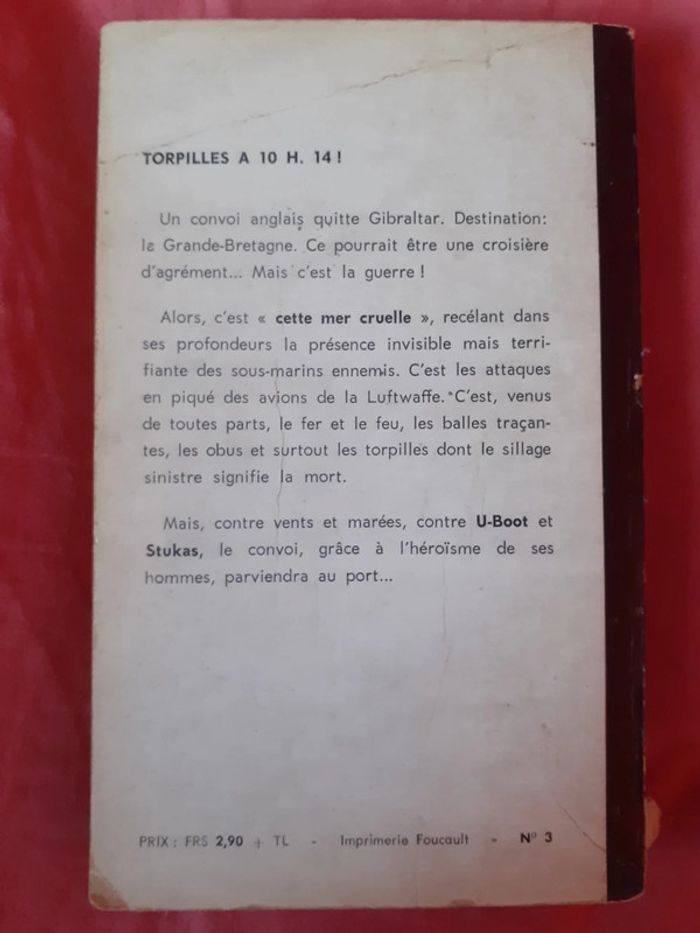 TORPILLES A 10 H. 14 !
Un convoi anglais quitte Gibraltar. Destination:
la Grande-Bretagne. Ce pourrait être une croisière
d'agrément... Mais c'est la guerre !
Alors, c'est « cette mer cruelle », recélant dans
ses profondeurs la présence invisible mais terri-
fiante des sous-marins ennemis. C'est les attaques
en piqué des avions de la Luftwaffe. C'est, venus
de toutes parts, le fer et le feu, les balles traçan-
tes, les obus et surtout les torpilles dont le sillage
sinistre signifie la mort.
Mais, contre vents et marées, contre U-Boot et
Stukas, le convoi, grâce à l'héroïsme de ses
hommes, parviendra au port...
PRIX : FRS 2,90 + TL - Imprimerie Foucault - N° 3